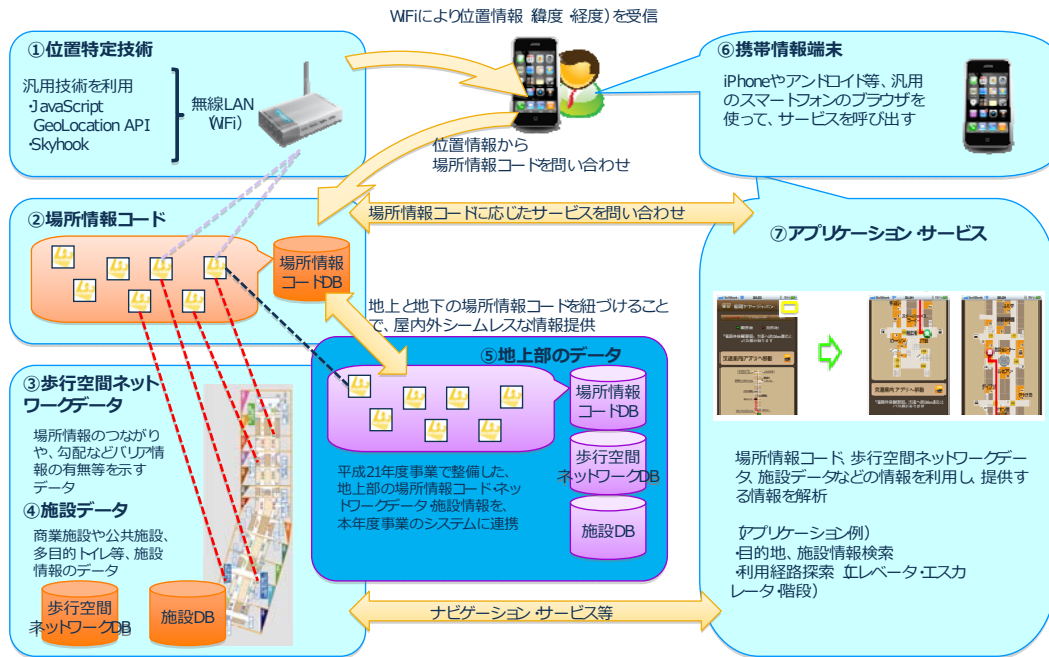 WiFiにより位置情報（緯度・経度）を受信
①位置特定技術
汎用技術を利用
・JavaScript
GeoLocation API
・Skyhook
無線LAN
（WiFi）
⑥携帯情報端末
iPhoneやアンドロイド等、汎用
のスマートフォンのブラウザを
使って、サービスを呼び出す
位置情報から
場所情報コードを問い合わせ
②場所情報コード
場所情報
コードDB
場所情報コードに応じたサービスを問い合わせ
地上と地下の場所情報コードを紐づけること
で、屋内外シームレスな情報提供
③歩行空間ネット
ワークデータ
場所情報のつながり
や、勾配などバリア情
報の有無等を示す
データ
④施設データ
商業施設や公共施設、
多目的トイレ等、施設
情報のデータ
歩行空間
ネットワークDB
施設DB
⑤地上部のデータ
場所情報
コードDB
歩行空間
ネットワークDB
施設DB
平成21年度事業で整備した、
地上部の場所情報コード・ネッ
トワークデータ・施設情報を、
本年度事業のシステムに連携
ナビゲーション・サービス等
⑦アプリケーション・サービス
交通案内アプリへ移動
場所情報コード、歩行空間ネットワークデー
タ、施設データなどの情報を利用し、提供す
る情報を解析
（アプリケーション例）
・目的地、施設情報検索
・利用経路探索（エレベータ・エスカ
レータ・階段）